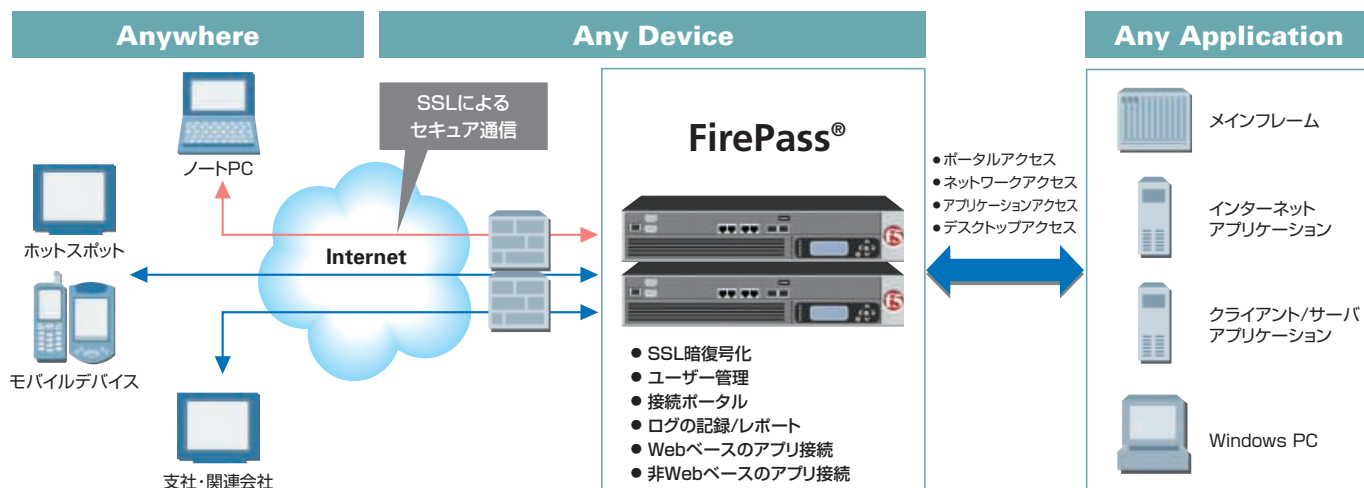 Anywhere
Any Device
Any Application
SSLによる
セキュア通信
ノートPC
ホットスポット
モバイルデバイス
支社・関連会社
Internet
FirePass®
f5
f5
● SSL暗復号化
● ユーザー管理
● 接続ポータル
● ログの記録/レポート
● Webベースのアプリ接続
● 非Webベースのアプリ接続
●ポータルアクセス
●ネットワークアクセス
●アプリケーションアクセス
●デスクトップアクセス
メインフレーム
インターネット
アプリケーション
クライアント/サーバ
アプリケーション
Windows PC